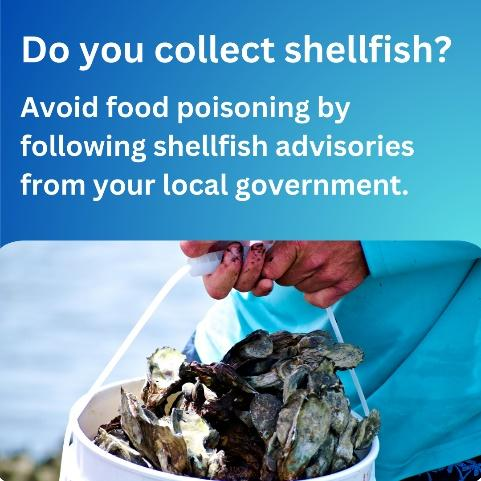 Do you collect shellfish?
Avoid food poisoning by
following shellfish advisories
from your local government.